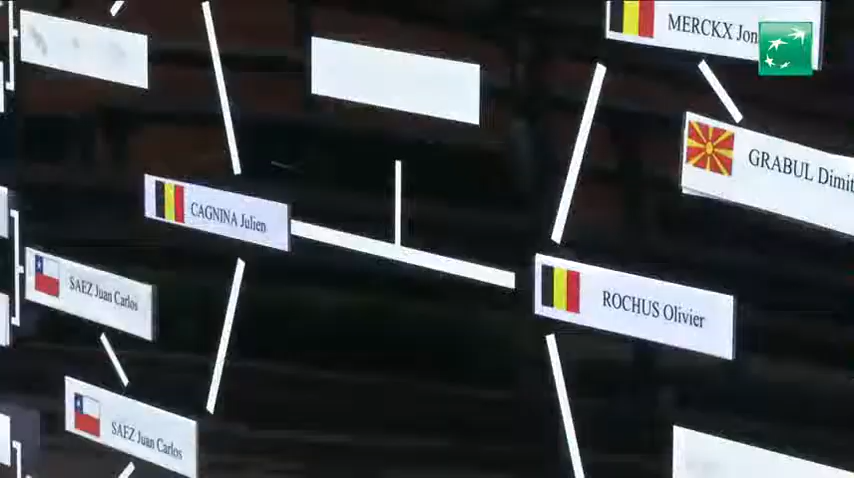 MERCKX Jon
GRABUL Dimit
CAGNINA Julien
SAEZ Juan Carlos
ROCHUS Olivier
SAEZ Juan Carlos